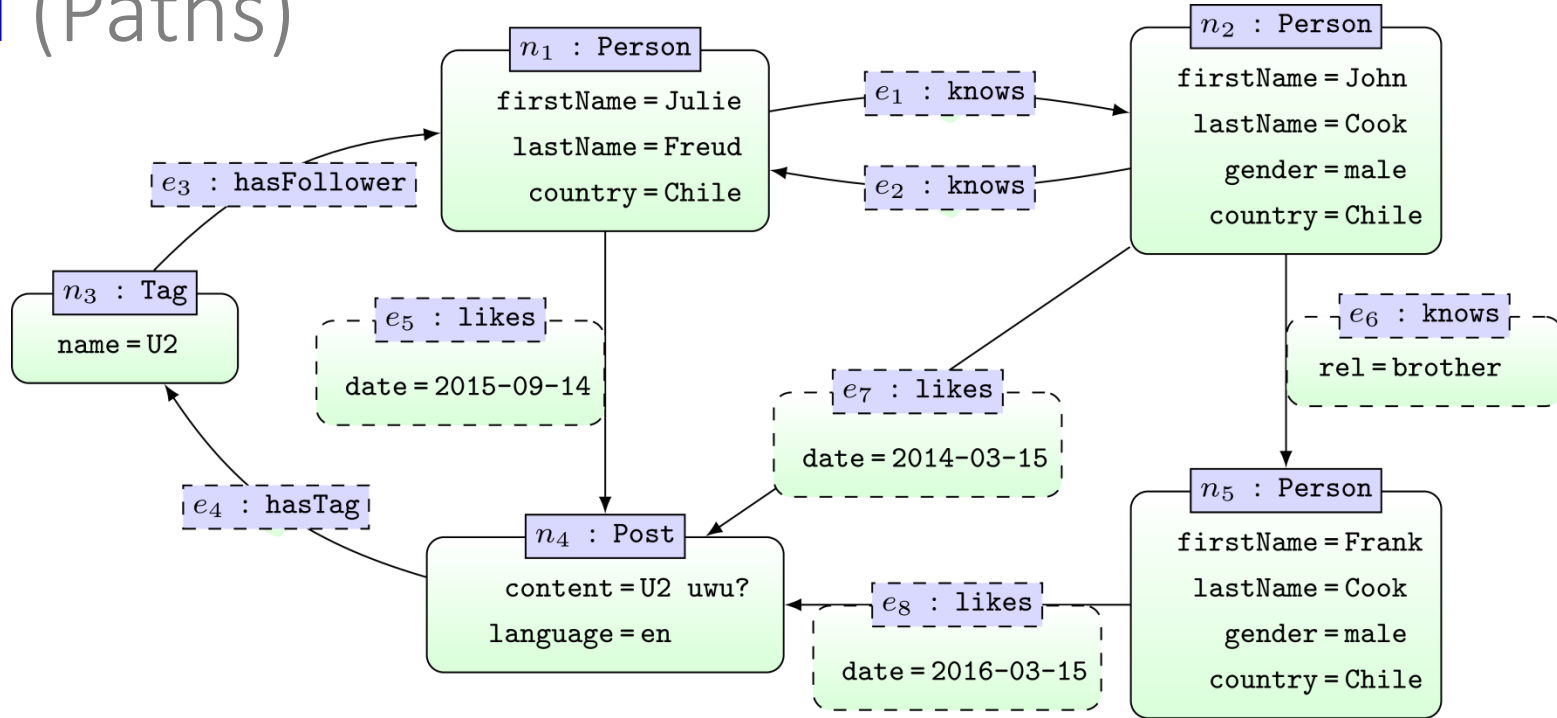 (Paths)
n1 : Person
firstName = Julie
lastName = Freud
country = Chile
e1 : knows
e2 : knows
n2 : Person
firstName = John
lastName = Cook
gender = male
country = Chile
e3 : hasFollower
n3 : Tag
name = U2
e5 : likes
date = 2015-09-14
e7 : likes
date = 2014-03-15
e6 : knows
rel = brother
e4 : hasTag
n4 : Post
content = U2 uwu?
language = en
e8 : likes
date = 2016-03-15
n5 : Person
firstName = Frank
lastName = Cook
gender = male
country = Chile